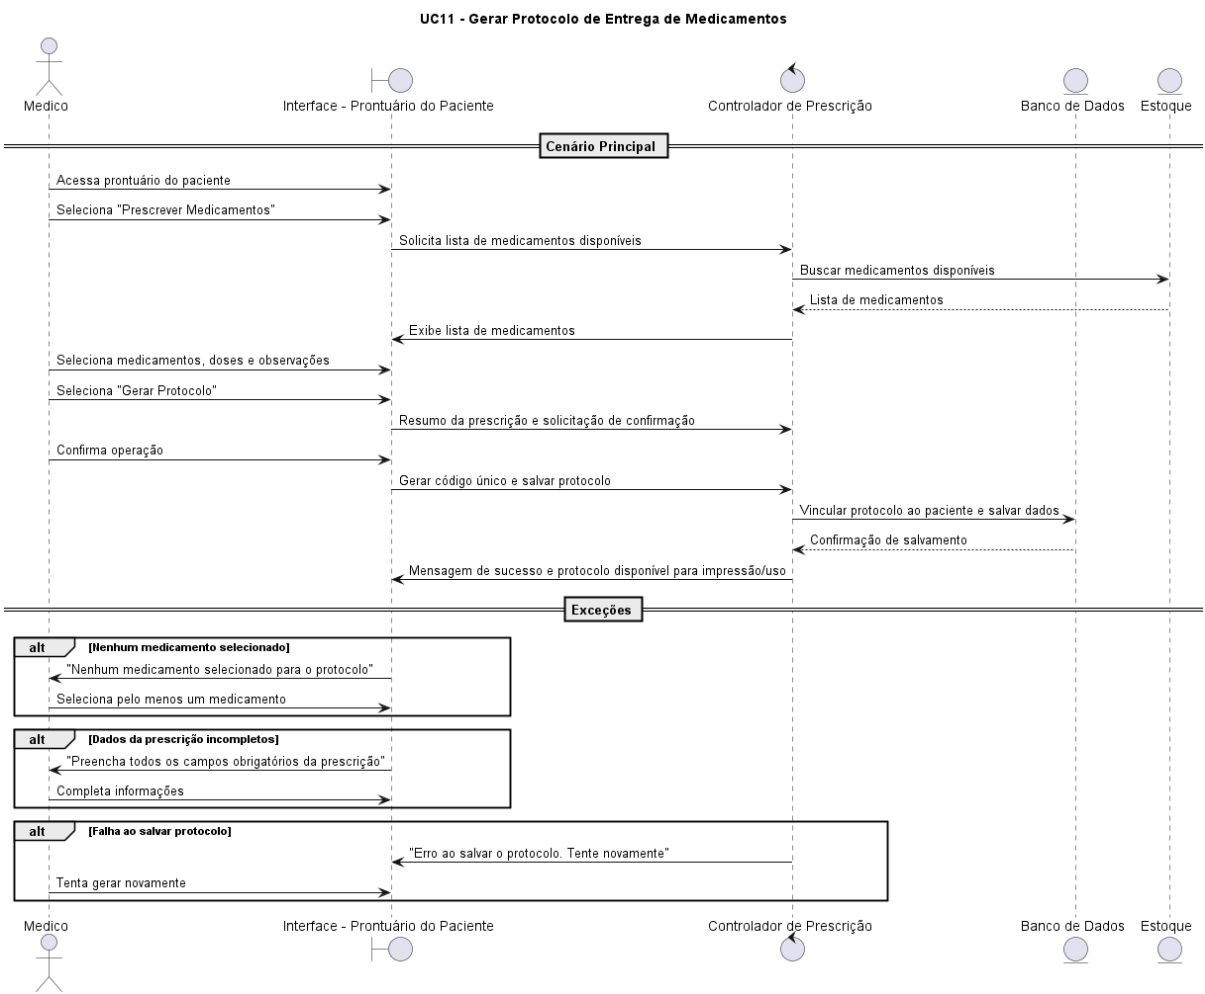 UC11 - Gerar Protocolo de Entrega de Medicamentos
Medico
Interface - Prontuário do Paciente
Controlador de Prescrição
Banco de Dados
Estoque
Cenário Principal
Acessa prontuário do paciente
Seleciona "Prescrever Medicamentos"
Solicita lista de medicamentos disponíveis
Buscar medicamentos disponíveis
Lista de medicamentos
Exibe lista de medicamentos
Seleciona medicamentos, doses e observações
Seleciona "Gerar Protocolo"
Resumo da prescrição e solicitação de confirmação
Confirma operação
Gerar código único e salvar protocolo
Vincular protocolo ao paciente e salvar dados
Confirmação de salvamento
Mensagem de sucesso e protocolo disponível para impressão/uso
Exceções
alt [Nenhum medicamento selecionado]
"Nenhum medicamento selecionado para o protocolo"
Seleciona pelo menos um medicamento
alt [Dados da prescrição incompletos]
"Preencha todos os campos obrigatórios da prescrição"
Completa informações
alt [Falha ao salvar protocolo]
"Erro ao salvar o protocolo. Tente novamente"
Tenta gerar novamente
Medico
Interface - Prontuário do Paciente
Controlador de Prescrição
Banco de Dados
Estoque